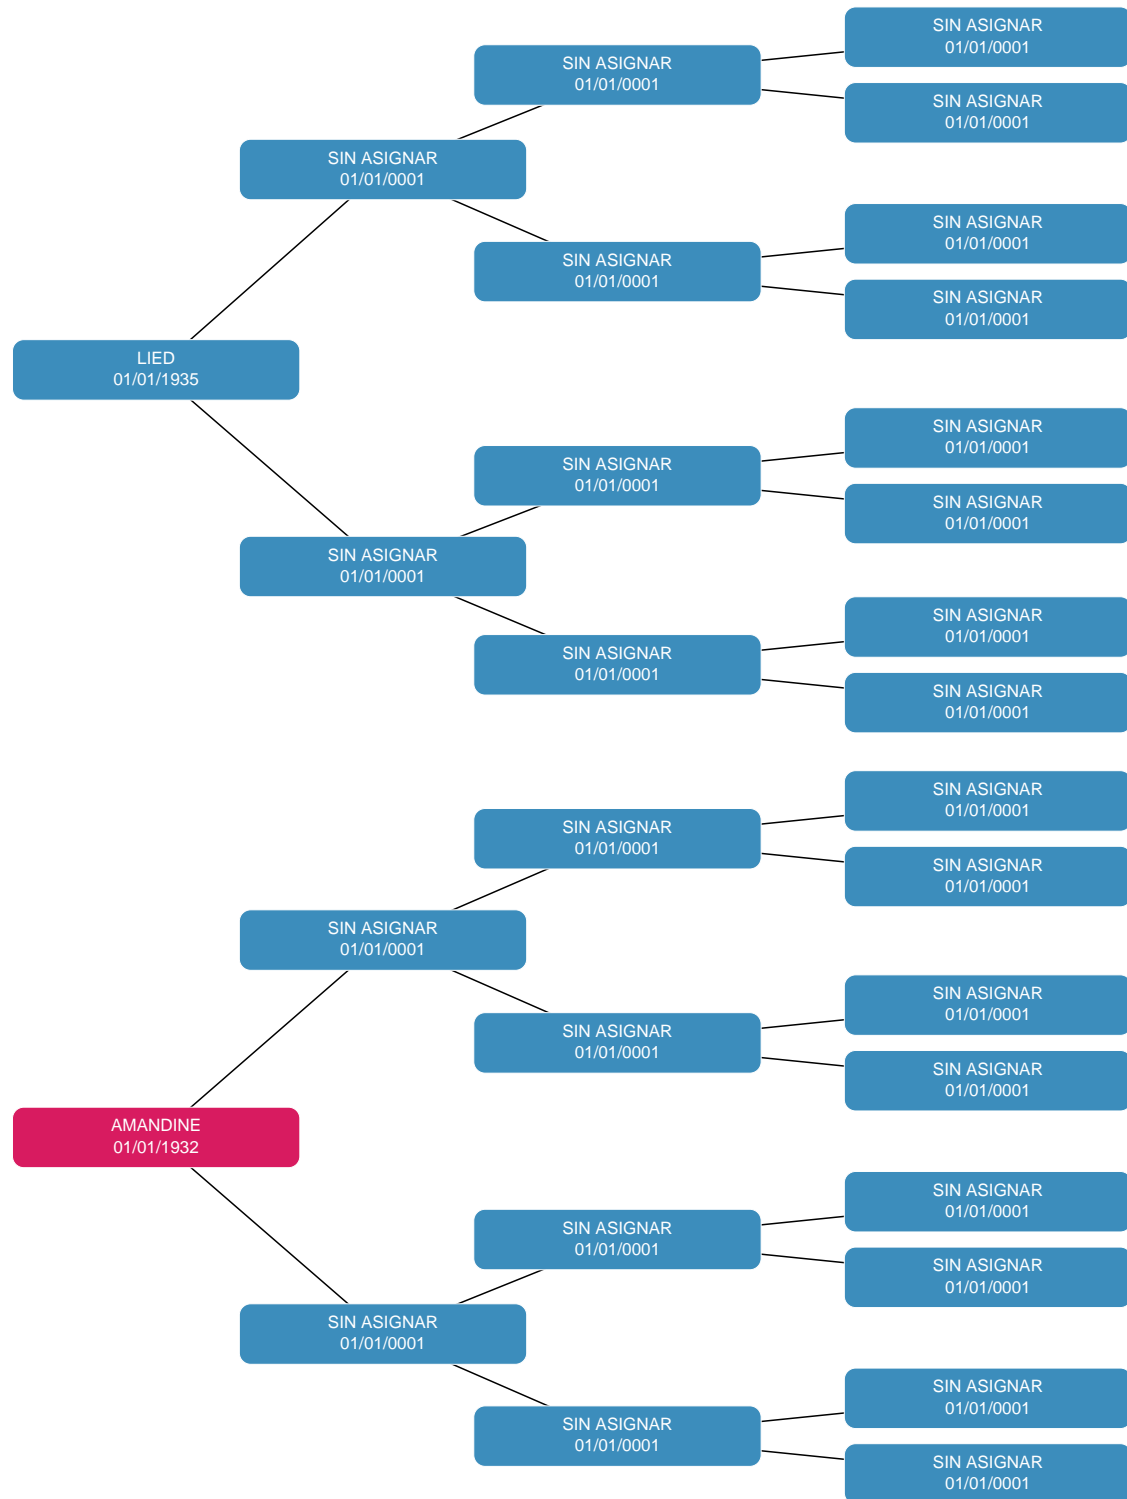 SIN ASIGNAR
01/01/0001
SIN ASIGNAR
01/01/0001
SIN ASIGNAR
01/01/0001
SIN ASIGNAR
01/01/0001
SIN ASIGNAR
01/01/0001
SIN ASIGNAR
01/01/0001
SIN ASIGNAR
01/01/0001
LIED
01/01/1935
SIN ASIGNAR
01/01/0001
SIN ASIGNAR
01/01/0001
SIN ASIGNAR
01/01/0001
SIN ASIGNAR
01/01/0001
SIN ASIGNAR
01/01/0001
SIN ASIGNAR
01/01/0001
SIN ASIGNAR
01/01/0001
SIN ASIGNAR
01/01/0001
SIN ASIGNAR
01/01/0001
SIN ASIGNAR
01/01/0001
SIN ASIGNAR
01/01/0001
SIN ASIGNAR
01/01/0001
SIN ASIGNAR
01/01/0001
SIN ASIGNAR
01/01/0001
AMANDINE
01/01/1932
SIN ASIGNAR
01/01/0001
SIN ASIGNAR
01/01/0001
SIN ASIGNAR
01/01/0001
SIN ASIGNAR
01/01/0001
SIN ASIGNAR
01/01/0001
SIN ASIGNAR
01/01/0001
SIN ASIGNAR
01/01/0001